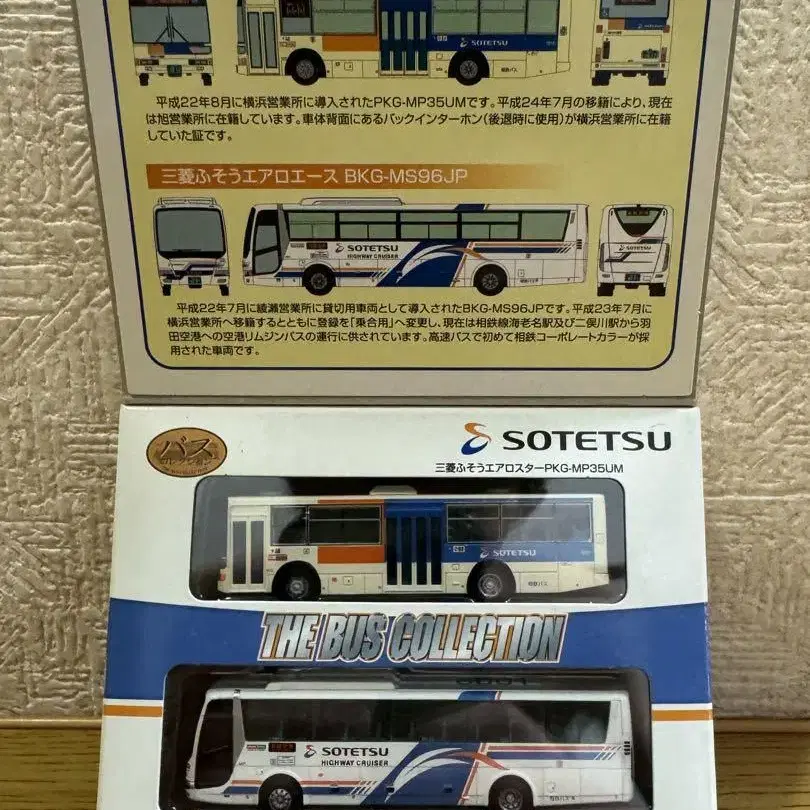 SOTETSU
平成22年8月に横浜営業所に導入されたPKG-MP35UMです。平成24年7月の移籍により、現在
は旭営業所に在籍しています。車体背面にあるバックインターホン(後退時に使用)が横浜営業所に在籍
していた証です。
三菱ふそうエアロエース BKG-MS96JP
SOTETSU
HIGHWAY CRUISER
平成22年7月に綾瀬営業所に貸切用車両として導入されたBKG-MS96JPです。平成23年7月に
横浜営業所へ移籍するとともに登録を「乗合用」へ変更し、現在は相鉄線海老名駅及び二俣川駅から羽
田空港への空港リムジンバスの運行に供されています。高速バスで初めて相鉄コーポレートカラーが採
用された車両です。
バス
コレクション
SOTETSU
三菱ふそうエアロスターPKG-MP35UM
SOTETSU
THE BUS COLLECTION
SOTETSU
HIGHWAY CRUISER